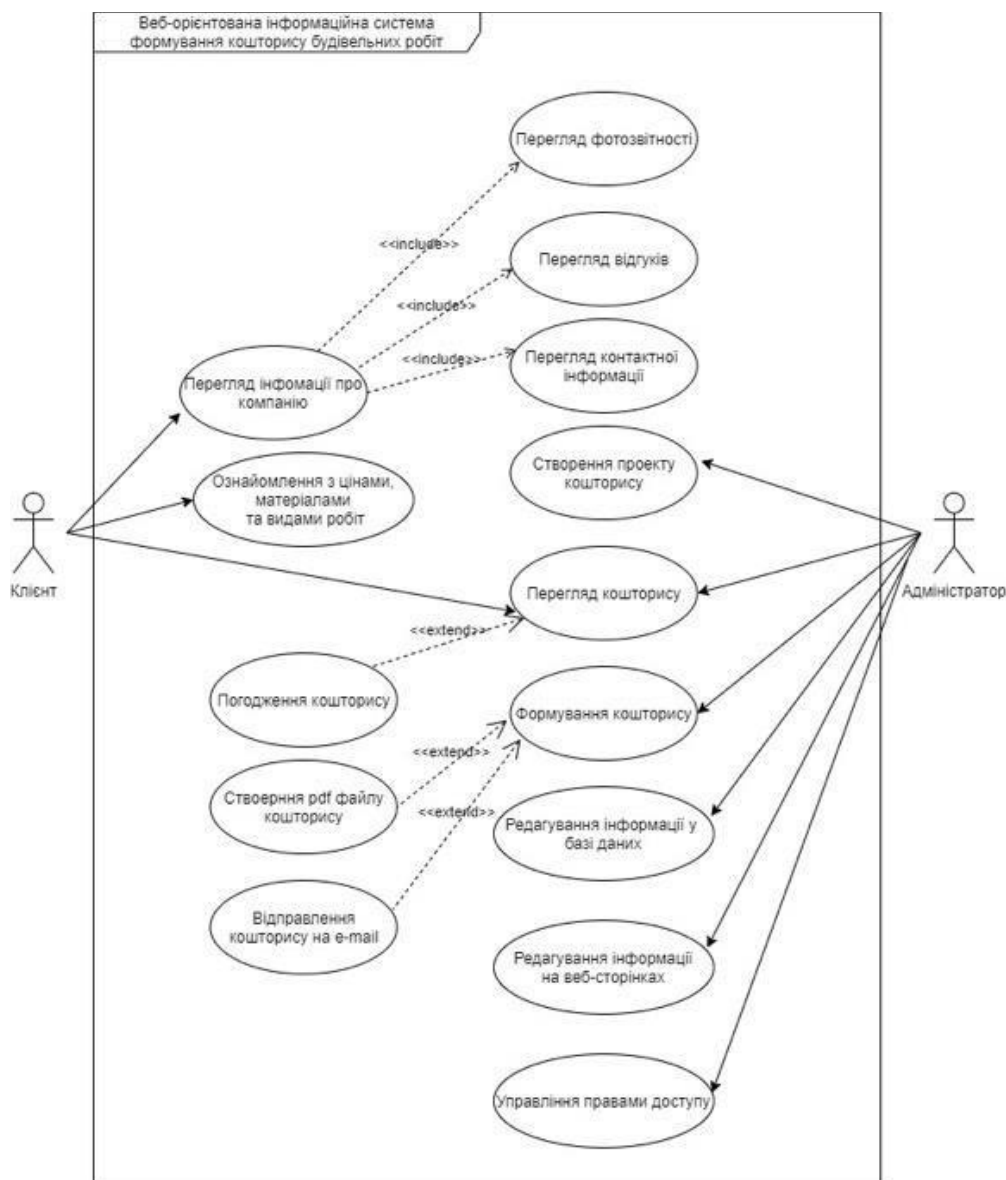 Веб-орієнтована інформаційна система
формування кошторису будівельних робіт
Перегляд фотозвітності
<<include>>
Перегляд відгуків
<<include>>
<<include>>
Перегляд контактної
інформації
Перегляд інфомації про
компанію
Створення проекту
кошторису
Ознайомлення з цінами,
матеріалами
та видами робіт
Клієнт
Адміністратор
Перегляд кошторису
<<extend>>
Погодження кошторису
Формування кошторису
<<extend>>
Ствоерння pdf файлу
кошторису
<<extend>>
Редагування інформації у
базі даних
Відправлення
кошторису на e-mail
Редагування інформації
на веб-сторінках
Управління правами доступу